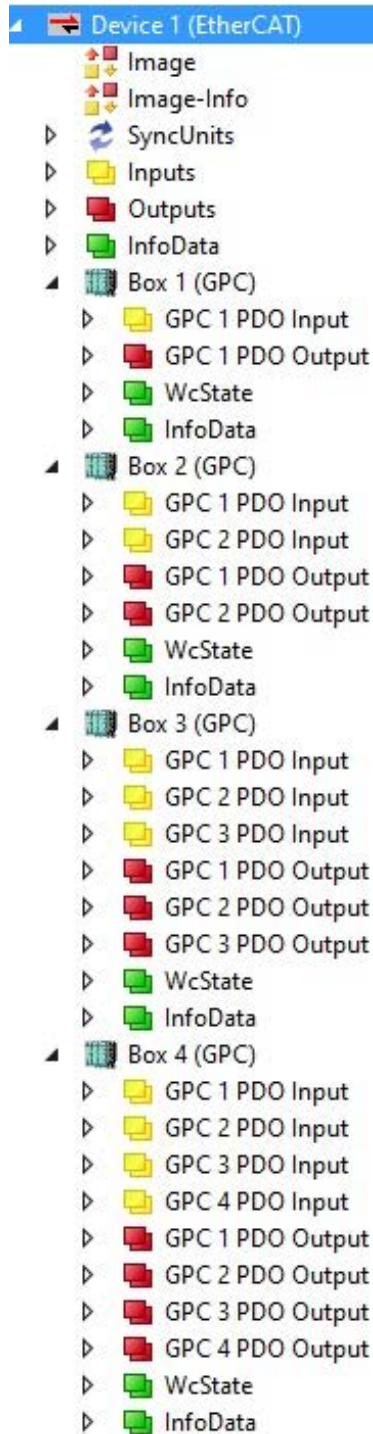 Device 1 (EtherCAT)
Image
Image-Info
SyncUnits
Inputs
Outputs
InfoData
Box 1 (GPC)
GPC 1 PDO Input
GPC 1 PDO Output
WcState
InfoData
Box 2 (GPC)
GPC 1 PDO Input
GPC 2 PDO Input
GPC 1 PDO Output
GPC 2 PDO Output
WcState
InfoData
Box 3 (GPC)
GPC 1 PDO Input
GPC 2 PDO Input
GPC 3 PDO Input
GPC 1 PDO Output
GPC 2 PDO Output
GPC 3 PDO Output
WcState
InfoData
Box 4 (GPC)
GPC 1 PDO Input
GPC 2 PDO Input
GPC 3 PDO Input
GPC 4 PDO Input
GPC 1 PDO Output
GPC 2 PDO Output
GPC 3 PDO Output
GPC 4 PDO Output
WcState
InfoData